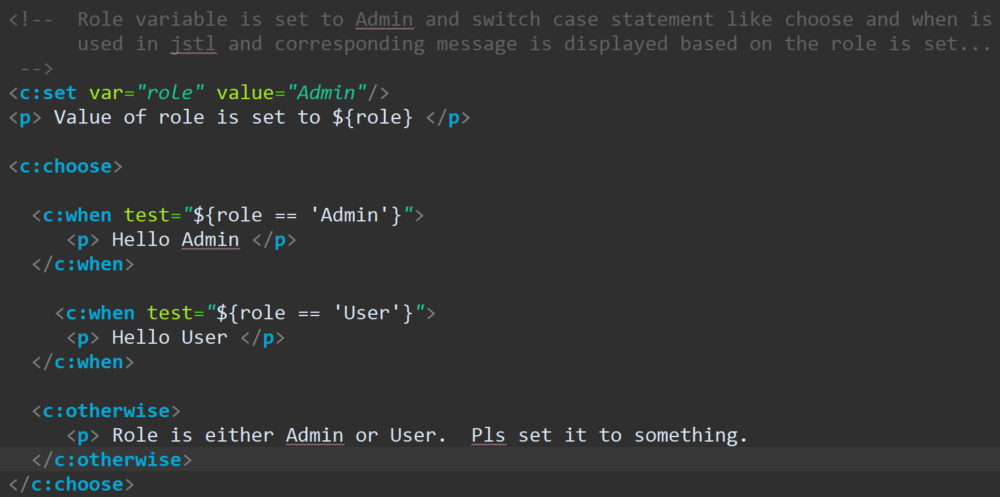 <!--  Role variable is set to Admin and switch case statement like choose and when is
      used in jstl and corresponding message is displayed based on the role is set...
 -->
<c:set var="role" value="Admin"/>
<p> Value of role is set to ${role} </p>
<c:choose>
  <c:when test="${role == 'Admin'}">
     <p> Hello Admin </p>
  </c:when>
    <c:when test="${role == 'User'}">
     <p> Hello User </p>
  </c:when>
  <c:otherwise>
     <p> Role is either Admin or User.  Pls set it to something.
  </c:otherwise>
</c:choose>